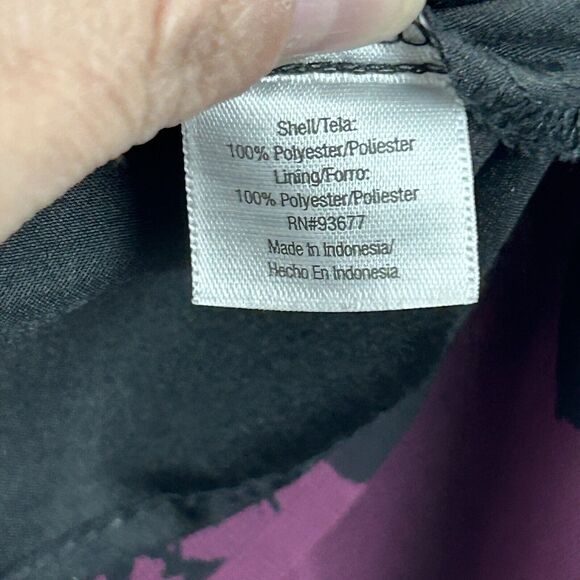 Shell/Tela:
100% Polyester/Poliester
Lining/Forro:
100% Polyester/Poliester
RN#93677
Made in Indonesia/
Hecho En Indonesia